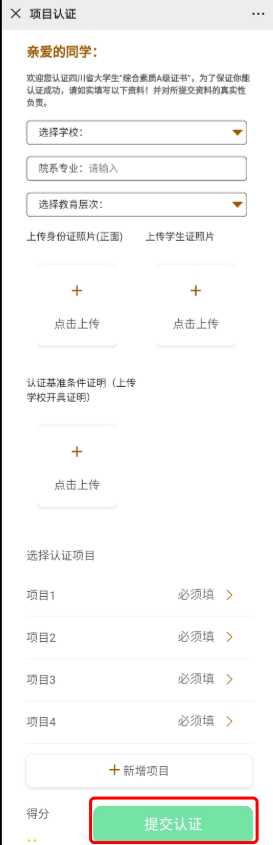 项目认证
亲爱的同学：
欢迎您认证四川省大学生"综合素质A级证书"，为了保证你能
认证成功，请如实填写以下资料！并对所提交资料的真实性
负责。
选择学校：
院系专业：请输入
选择教育层次：
上传身份证照片(正面) 上传学生证照片
点击上传 点击上传
认证基准条件证明（上传
学校开具证明）
点击上传
选择认证项目
项目1 必须填
项目2 必须填
项目3 必须填
项目4 必须填
新增项目
得分
提交认证